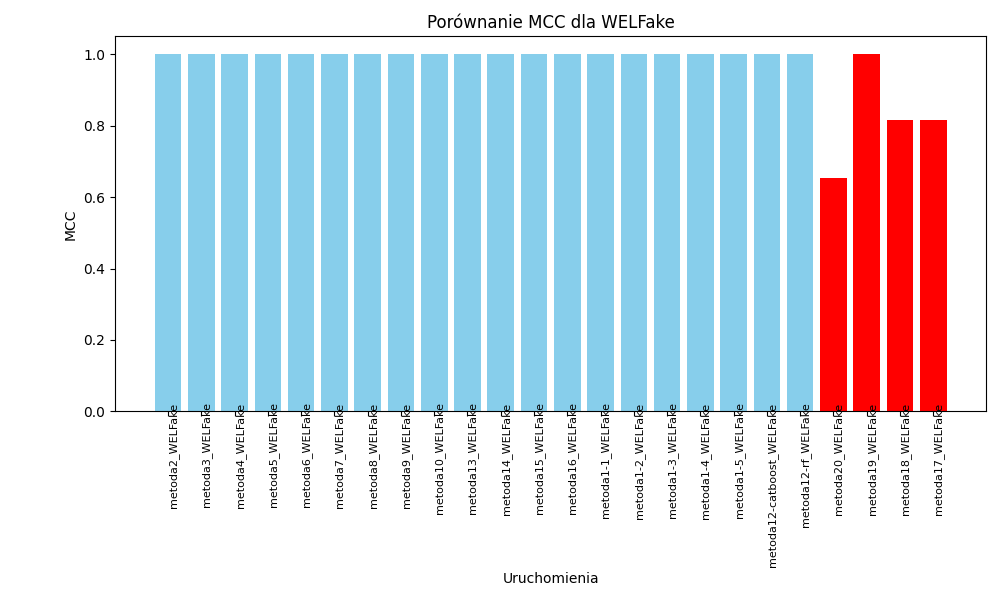 Porównanie MCC dla WELFake
MCC
1.0
0.8
0.6
0.4
0.2
0.0
metoda2_WELFake
metoda3_WELFake
metoda4_WELFake
metoda5_WELFake
metoda6_WELFake
metoda7_WELFake
metoda8_WELFake
metoda9_WELFake
metoda10_WELFake
metoda13_WELFake
metoda14_WELFake
metoda15_WELFake
metoda16_WELFake
metoda1-1_WELFake
metoda1-2_WELFake
metoda1-3_WELFake
metoda1-4_WELFake
metoda1-5_WELFake
metoda12-catboost_WELFake
metoda12-rf_WELFake
metoda20_WELFake
metoda19_WELFake
metoda18_WELFake
metoda17_WELFake
Uruchomienia